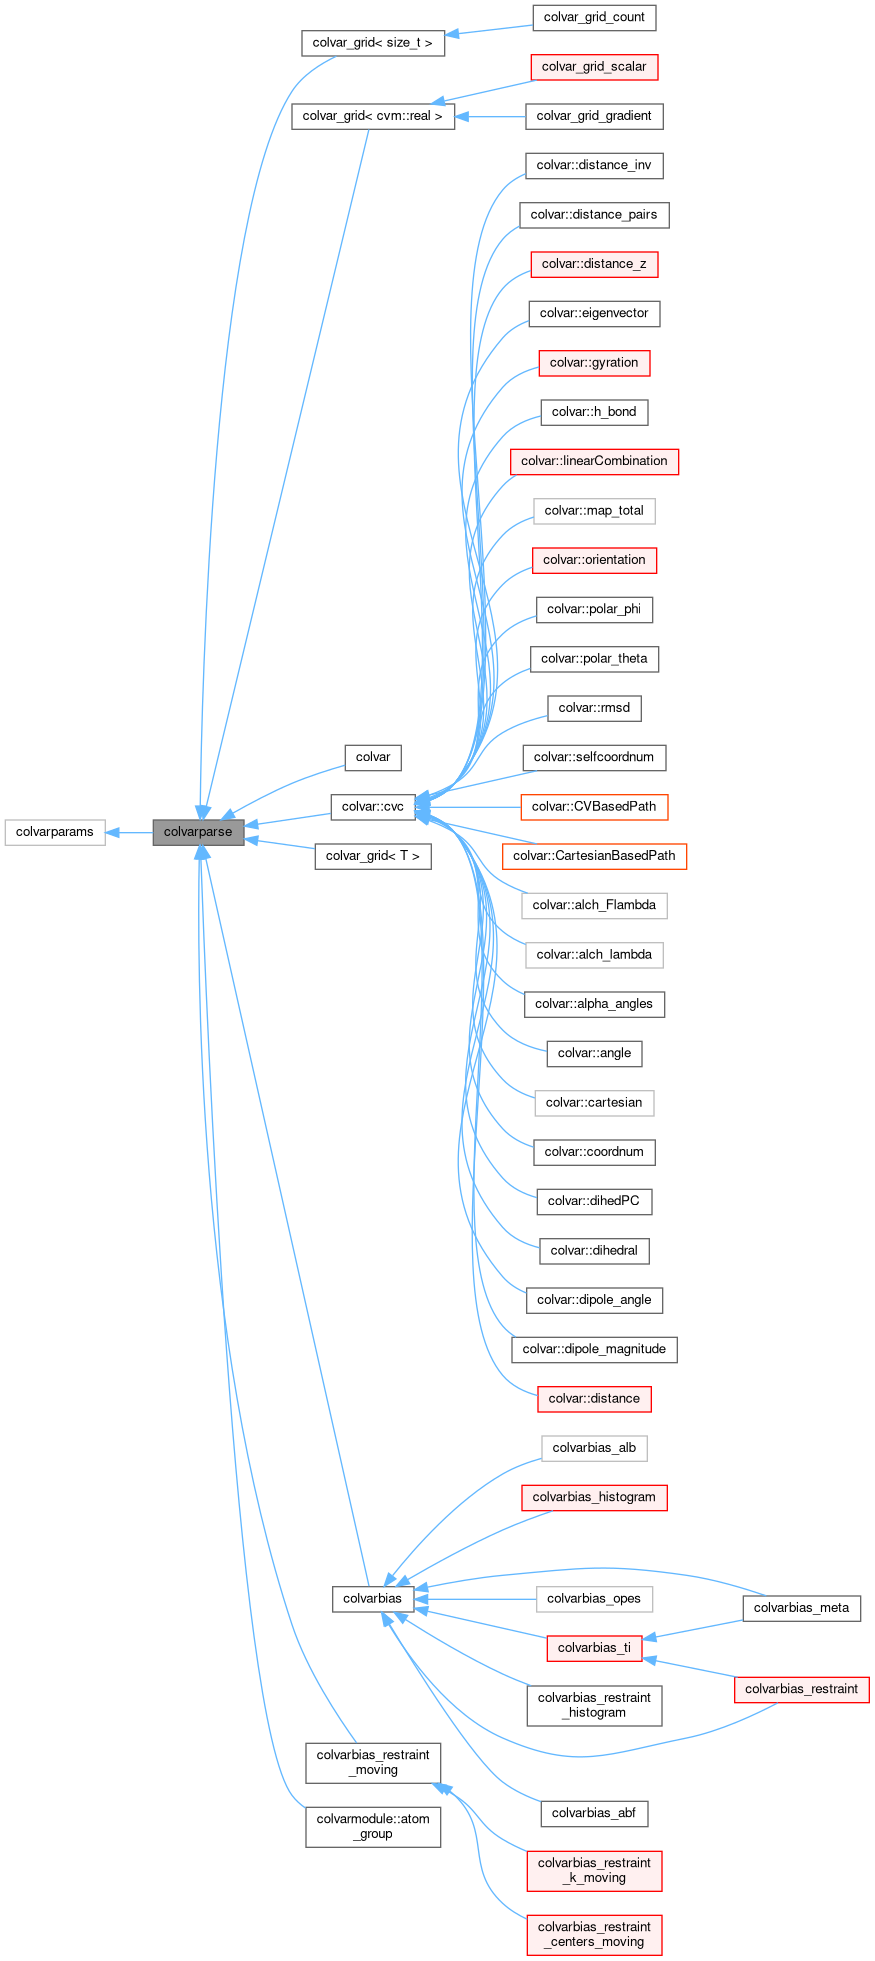 colvar_grid_count
colvar_grid< size_t >
colvar_grid_scalar
colvar_grid< cvm::real >
colvar_grid_gradient
colvar::distance_inv
colvar::distance_pairs
colvar::distance_z
colvar::eigenvector
colvar::gyration
colvar::h_bond
colvar::linearCombination
colvar::map_total
colvar::orientation
colvar::polar_phi
colvar::polar_theta
colvar::rmsd
colvar
colvar::selfcoordnum
colvar::cvc
colvar::CVBasedPath
colvarparams
colvarparse
colvar_grid< T >
colvar::CartesianBasedPath
colvar::alch_Flambda
colvar::alch_lambda
colvar::alpha_angles
colvar::angle
colvar::cartesian
colvar::coordnum
colvar::dihedPC
colvar::dihedral
colvar::dipole_angle
colvar::dipole_magnitude
colvar::distance
colvarbias_alb
colvarbias_histogram
colvarbias
colvarbias_opes
colvarbias_meta
colvarbias_ti
colvarbias_restraint
colvarbias_restraint
_histogram
colvarbias_restraint
_moving
colvarbias_abf
colvarmodule::atom
_group
colvarbias_restraint
_k_moving
colvarbias_restraint
_centers_moving